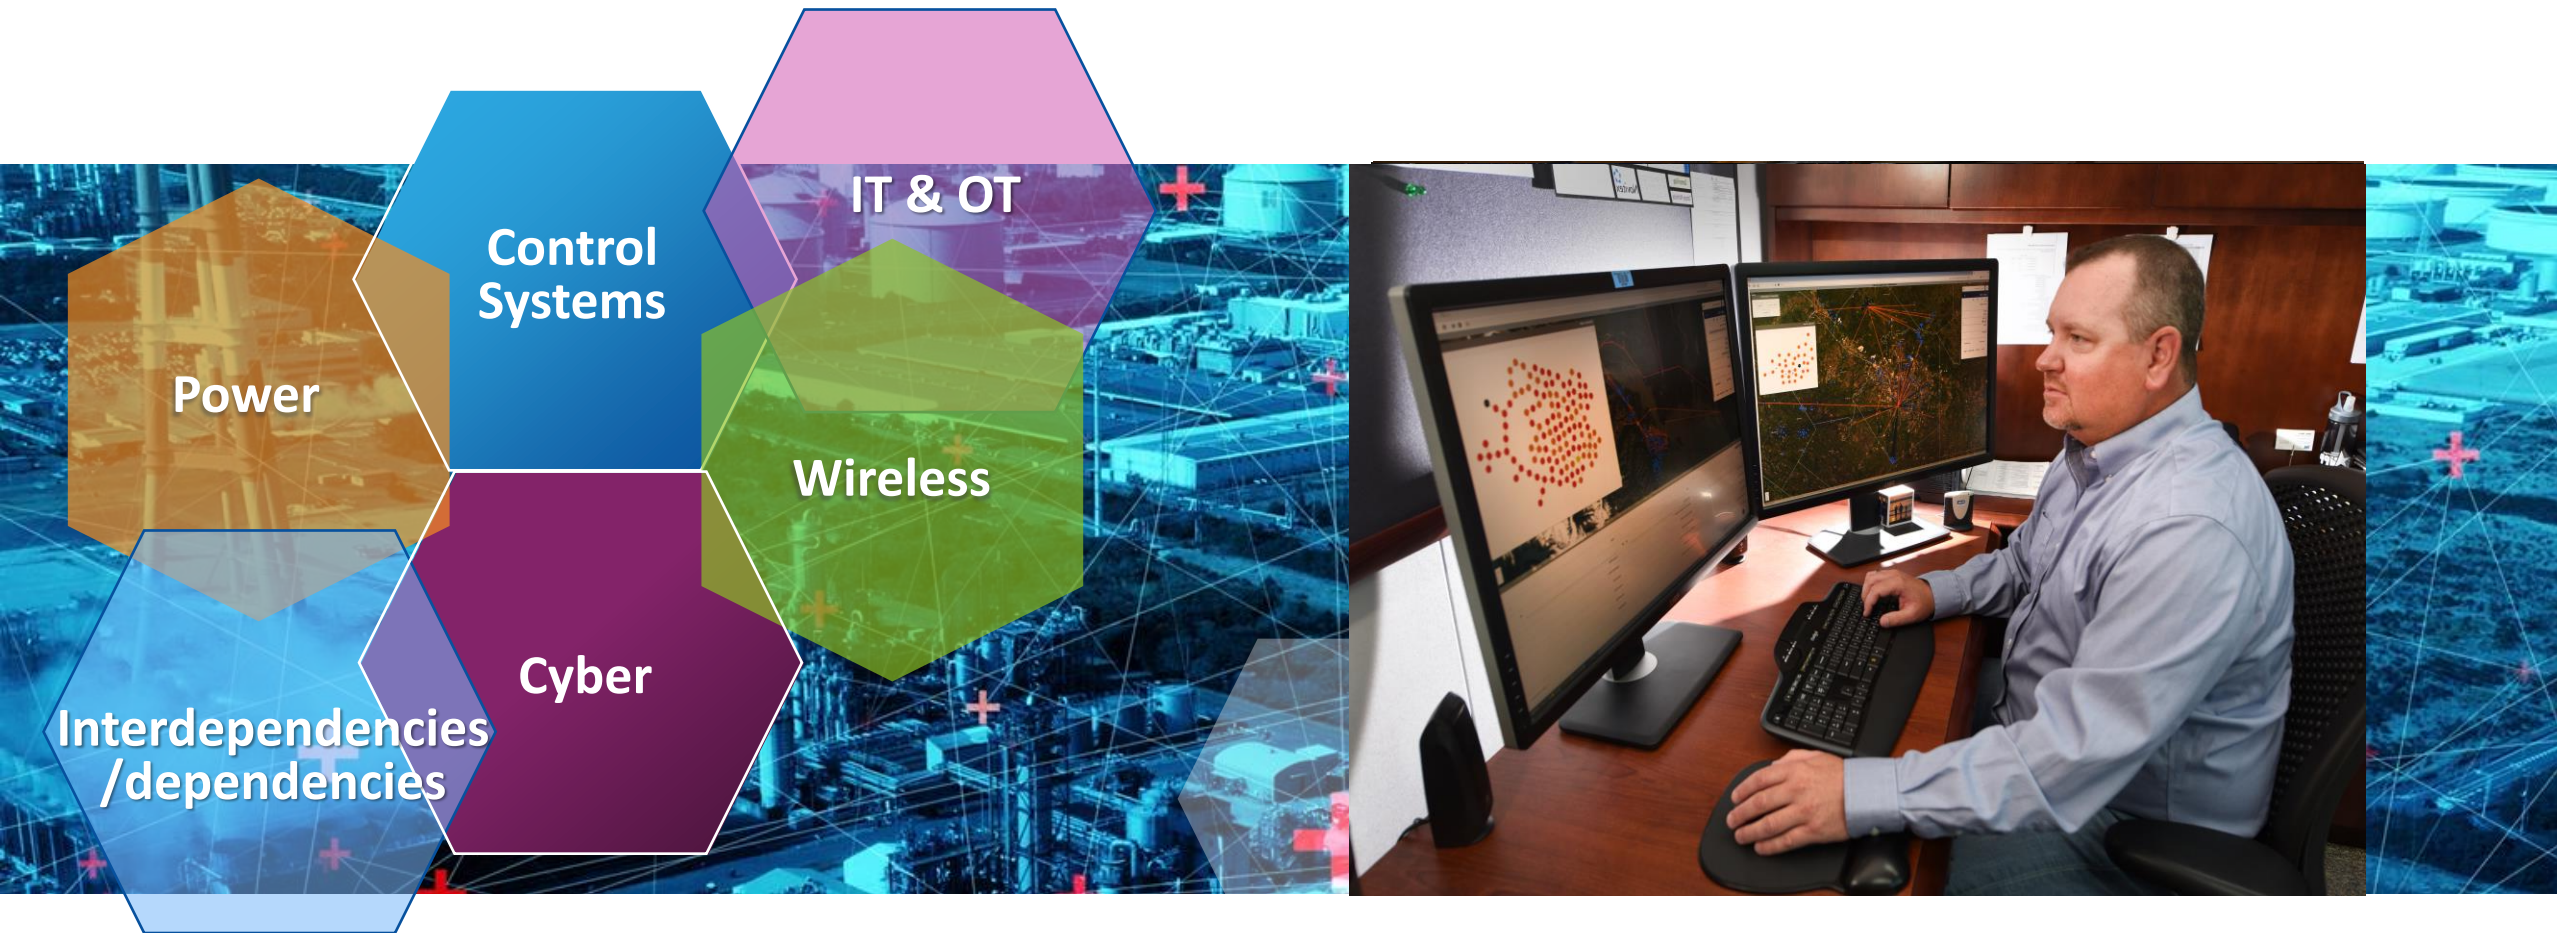 IT & OT
Control
Systems
Power
Wireless
Cyber
Interdependencies
/dependencies